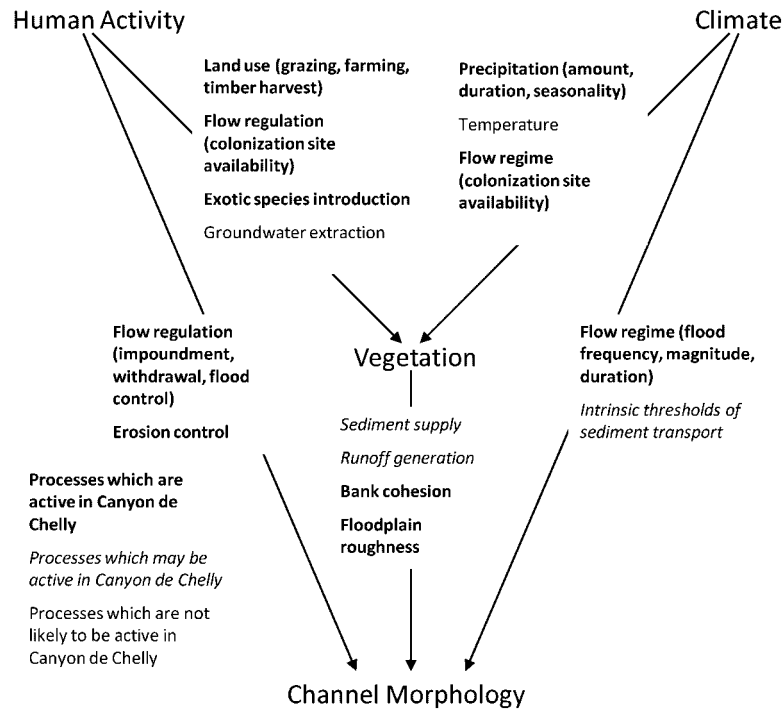 Human Activity
Climate
Land use (grazing, farming,
timber harvest)
Flow regulation
(colonization site
availability)
Exotic species introduction
Groundwater extraction
Precipitation (amount,
duration, seasonality)
Temperature
Flow regime
(colonization site
availability)
Flow regulation
(impoundment,
withdrawal, flood
control)
Erosion control
Vegetation
Flow regime (flood
frequency, magnitude,
duration)
Intrinsic thresholds of
sediment transport
Sediment supply
Runoff generation
Bank cohesion
Floodplain
roughness
Processes which are
active in Canyon de
Chelly
Processes which may be
active in Canyon de Chelly
Processes which are not
likely to be active in
Canyon de Chelly
Channel Morphology